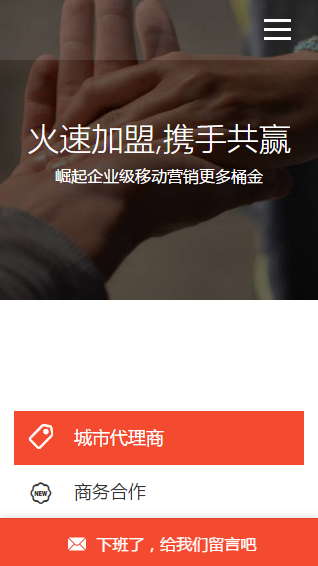 火速加盟,携手共赢
崛起企业级移动营销更多桶金
城市代理商
NEW
商务合作
下班了，给我们留言吧